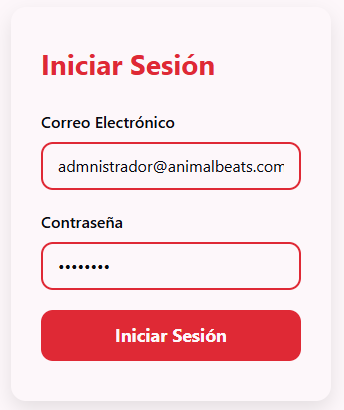 Iniciar Sesión
Correo Electrónico
admnistrador@animalbeats.com
Contraseña
••••••••
Iniciar Sesión